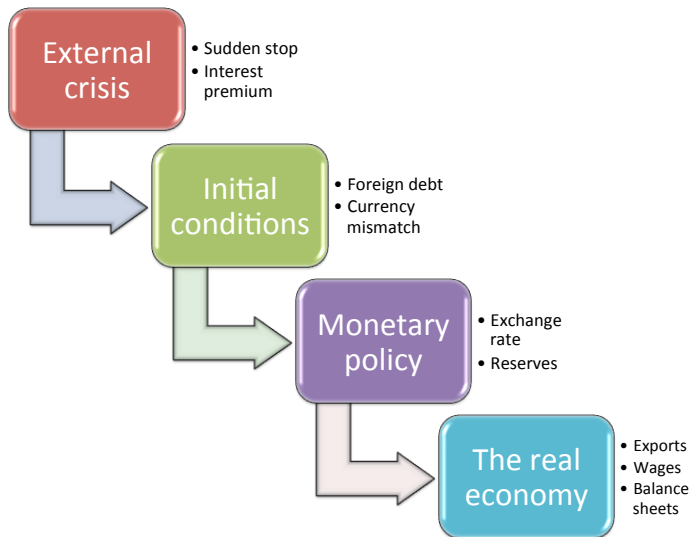 External
crisis
• Sudden stop
• Interest
premium
Initial
conditions
• Foreign debt
• Currency
mismatch
Monetary
policy
• Exchange
rate
• Reserves
The real
economy
• Exports
• Wages
• Balance
sheets